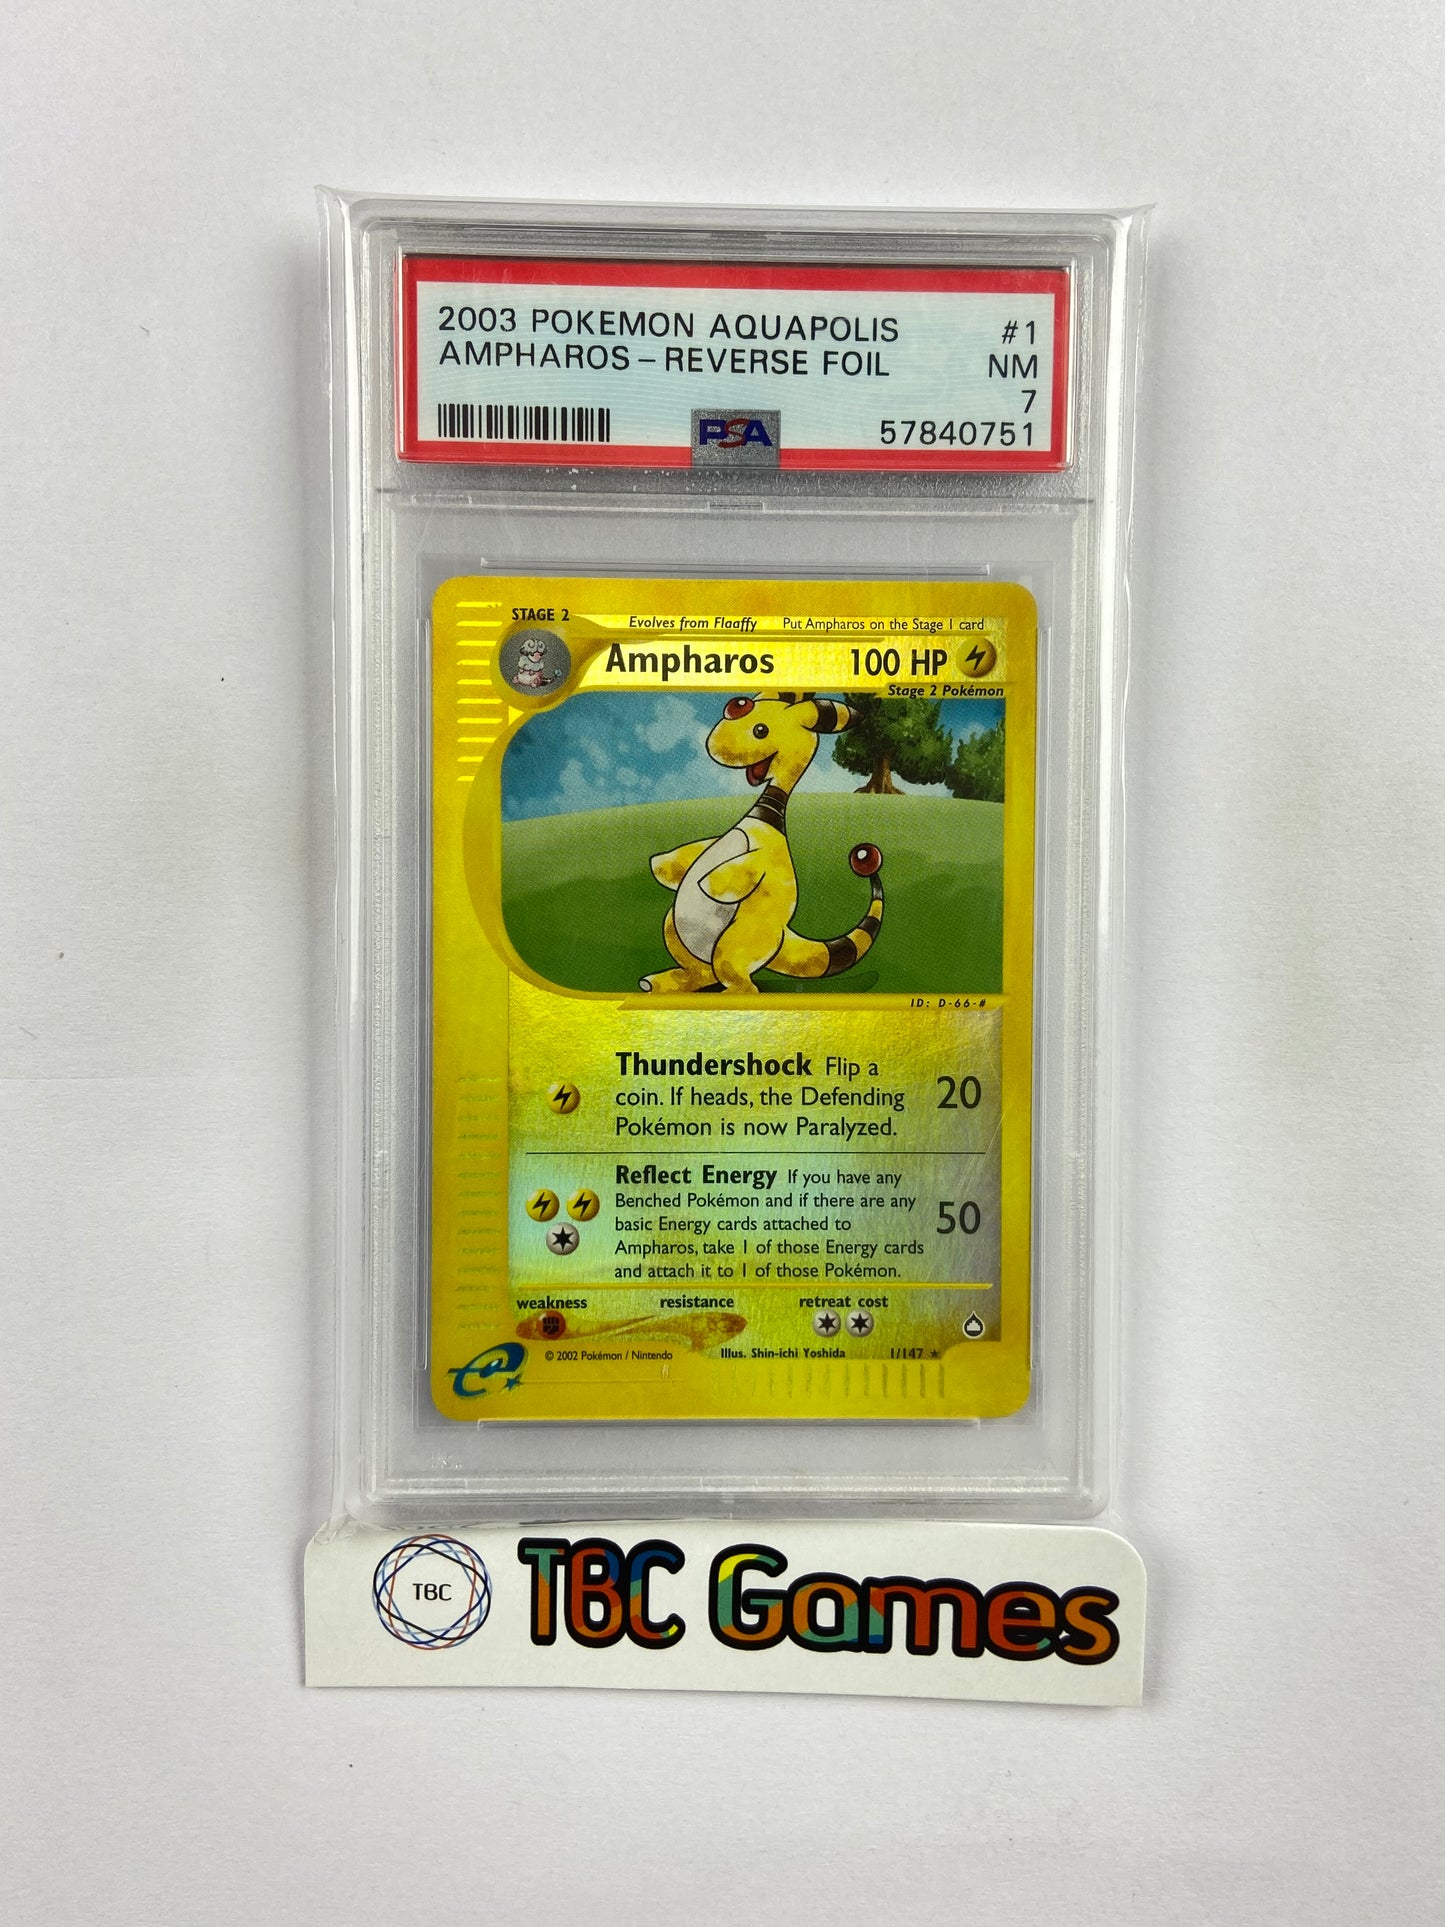 2003 POKEMON AQUAPOLIS #1
AMPHAROS – REVERSE FOIL NM
7
PSA 57840751
STAGE 2
Evolves from Flaaffy Put Ampharos on the Stage 1 card
Ampharos 100 HP
Stage 2 Pokémon
ID: D-66-#
Thundershock Flip a
coin. If heads, the Defending 20
Pokémon is now Paralyzed.
Reflect Energy If you have any
Benched Pokémon and if there are any
basic Energy cards attached to 50
Ampharos, take 1 of those Energy cards
and attach it to 1 of those Pokémon.
weakness resistance retreat cost
© 2002 Pokémon / Nintendo Illus. Shin-ichi Yoshida 1/147 ★
e
TBC TBC Games